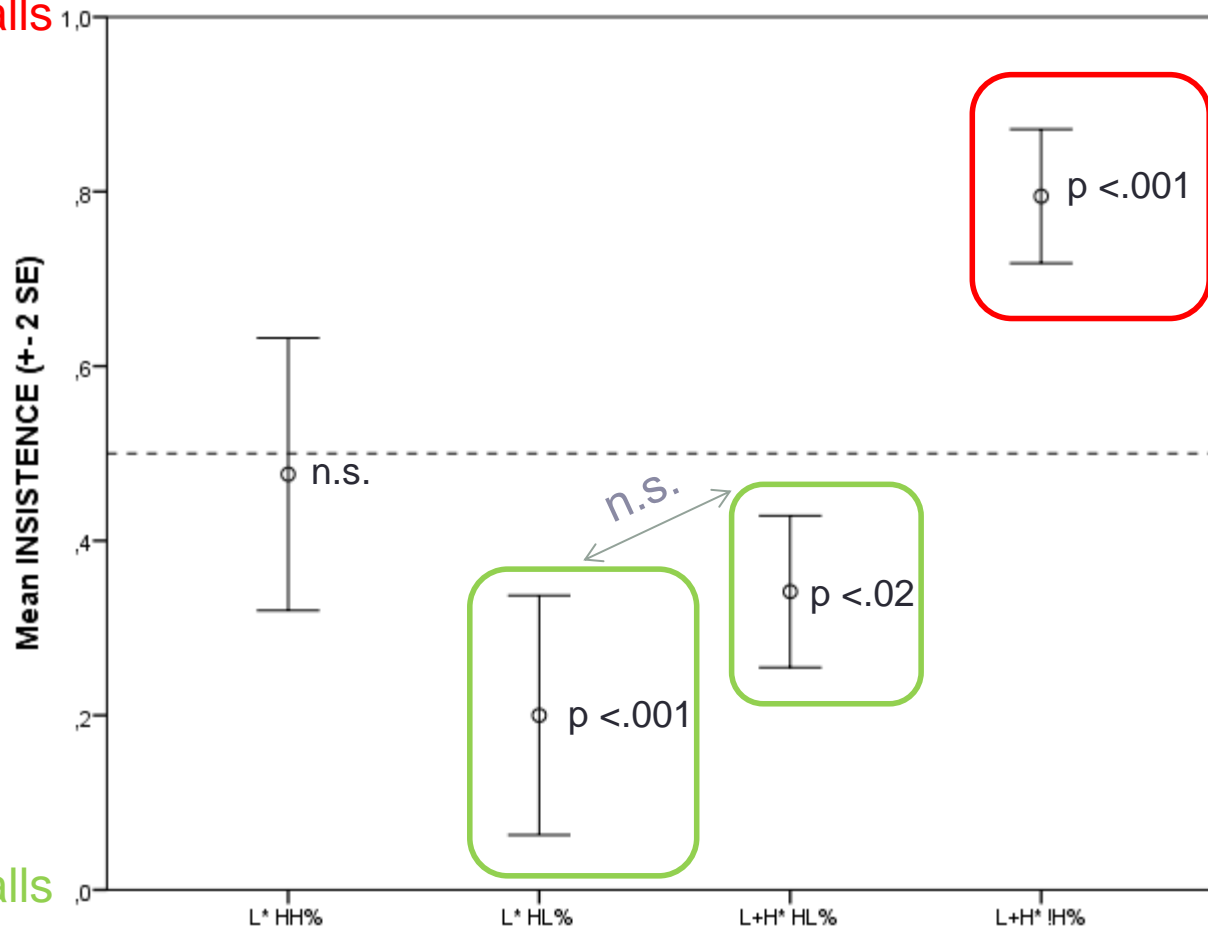 alls
1,0
p <.001
,8
Mean INSISTENCE (+- 2 SE)
,6
n.s.
n.s.
,4
p <.02
p <.001
,2
alls
,0
L* HH%
L* HL%
L+H* HL%
L+H* !H%